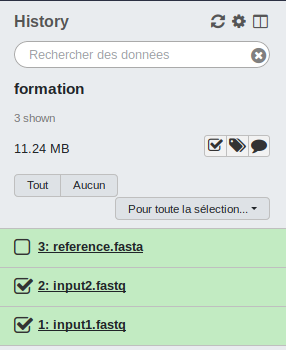 History
Rechercher des données
formation
3 shown
11.24 MB
Tout Aucun
Pour toute la sélection...
3: reference.fasta
2: input2.fastq
1: input1.fastq